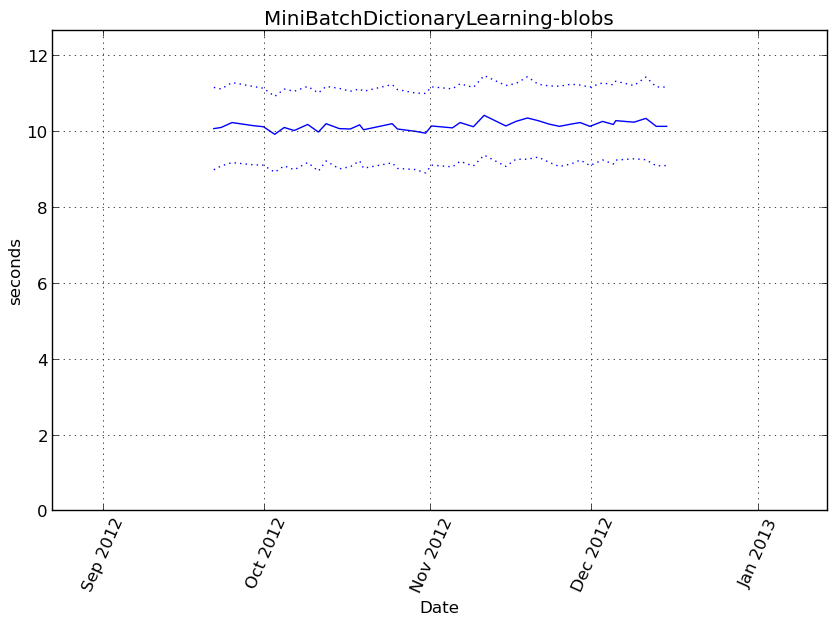 MiniBatchDictionaryLearning-blobs
12
10
8
6
4
2
0
seconds
Sep 2012
Oct 2012
Nov 2012
Dec 2012
Jan 2013
Date